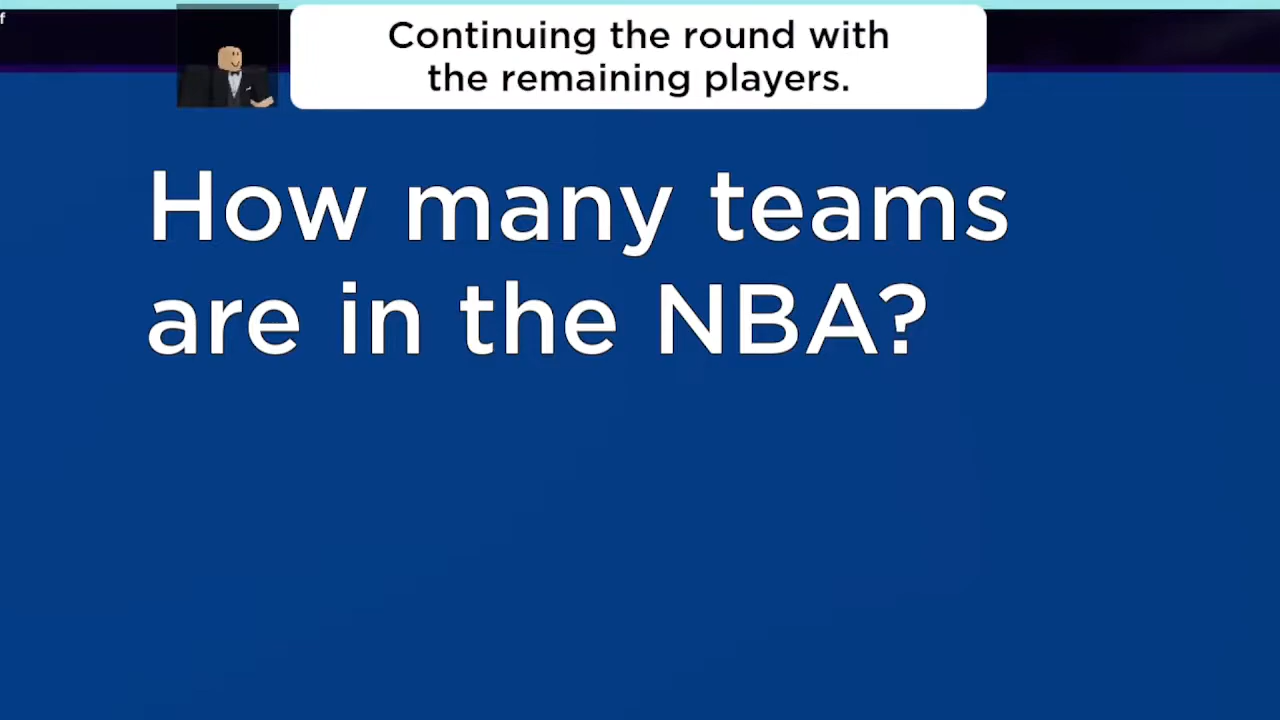 f
Continuing the round with
the remaining players.
How many teams
are in the NBA?